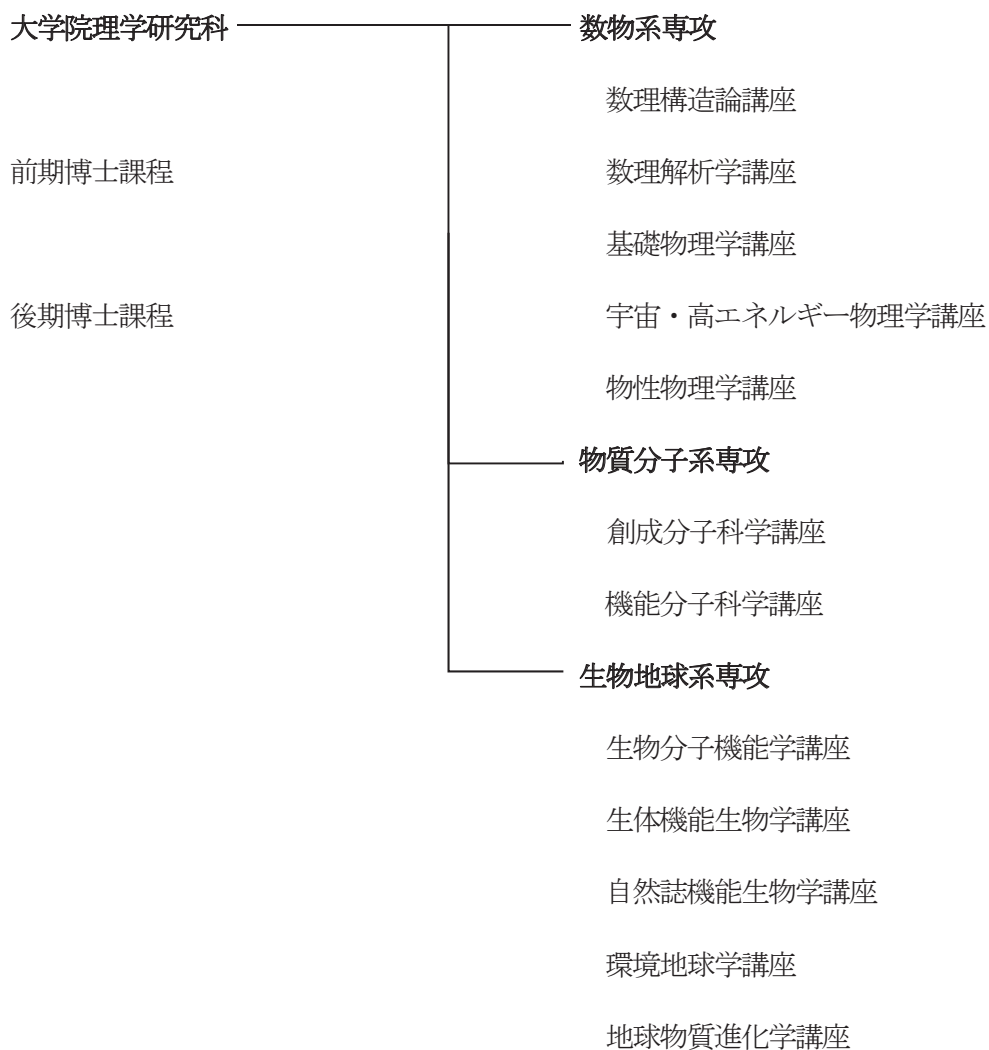 大学院理学研究科 数物系専攻
数理構造論講座
前期博士課程 数理解析学講座
基礎物理学講座
後期博士課程 宇宙・高エネルギー物理学講座
物性物理学講座
物質分子系専攻
創成分子科学講座
機能分子科学講座
生物地球系専攻
生物分子機能学講座
生体機能生物学講座
自然誌機能生物学講座
環境地球学講座
地球物質進化学講座